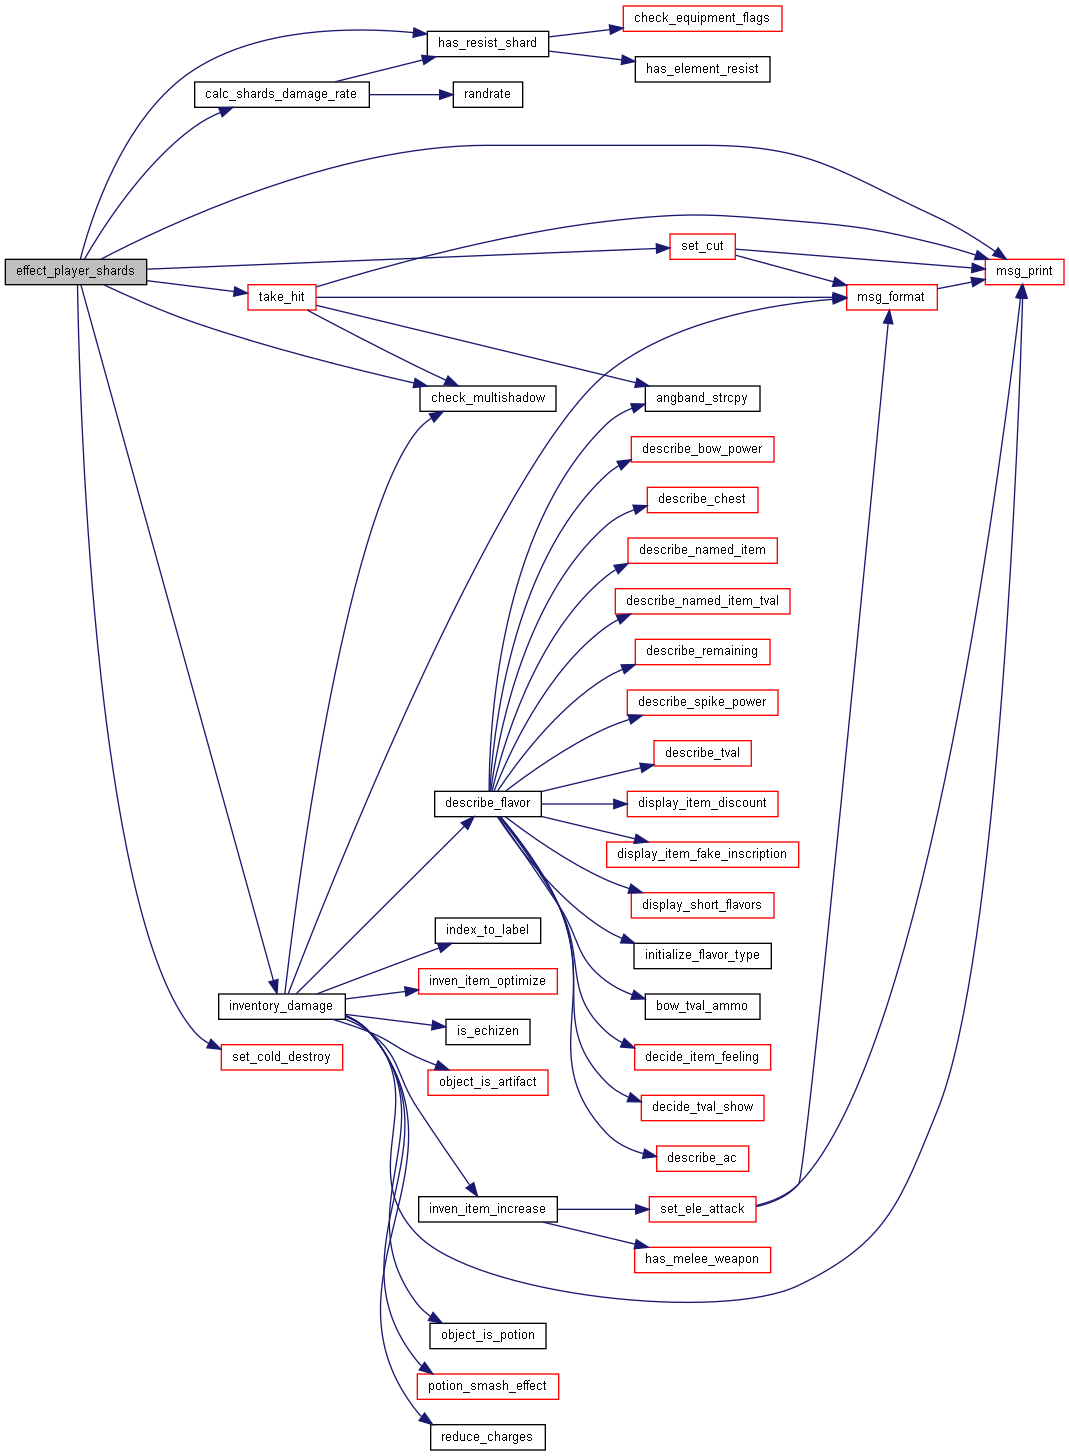 check_equipment_flags
has_resist_shard
has_element_resist
calc_shards_damage_rate
randrate
set_cut
effect_player_shards
msg_print
take_hit
msg_format
check_multishadow
angband_strcpy
describe_bow_power
describe_chest
describe_named_item
describe_named_item_tval
describe_remaining
describe_spike_power
describe_tval
describe_flavor
display_item_discount
display_item_fake_inscription
display_short_flavors
index_to_label
initialize_flavor_type
inven_item_optimize
inventory_damage
bow_tval_ammo
is_echizen
set_cold_destroy
decide_item_feeling
object_is_artifact
decide_tval_show
describe_ac
inven_item_increase
set_ele_attack
has_melee_weapon
object_is_potion
potion_smash_effect
reduce_charges